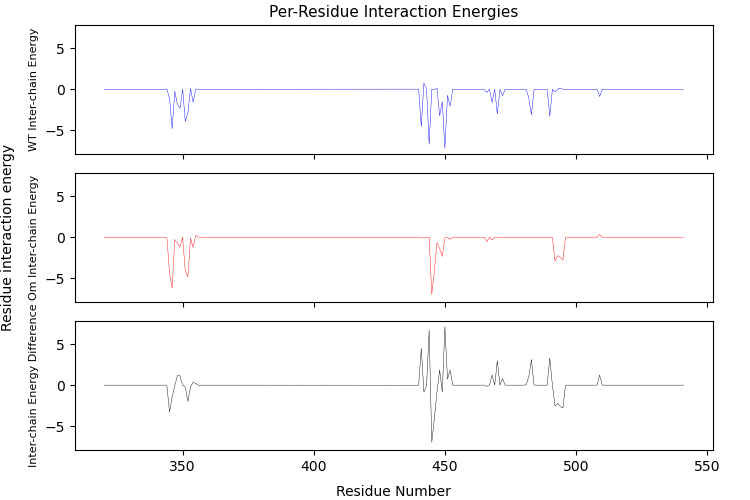 Per-Residue Interaction Energies
Residue interaction energy
WT Inter-chain Energy
5
0
−5
Om Inter-chain Energy
5
0
−5
Inter-chain Energy Difference
5
0
−5
350
400
450
500
550
Residue Number